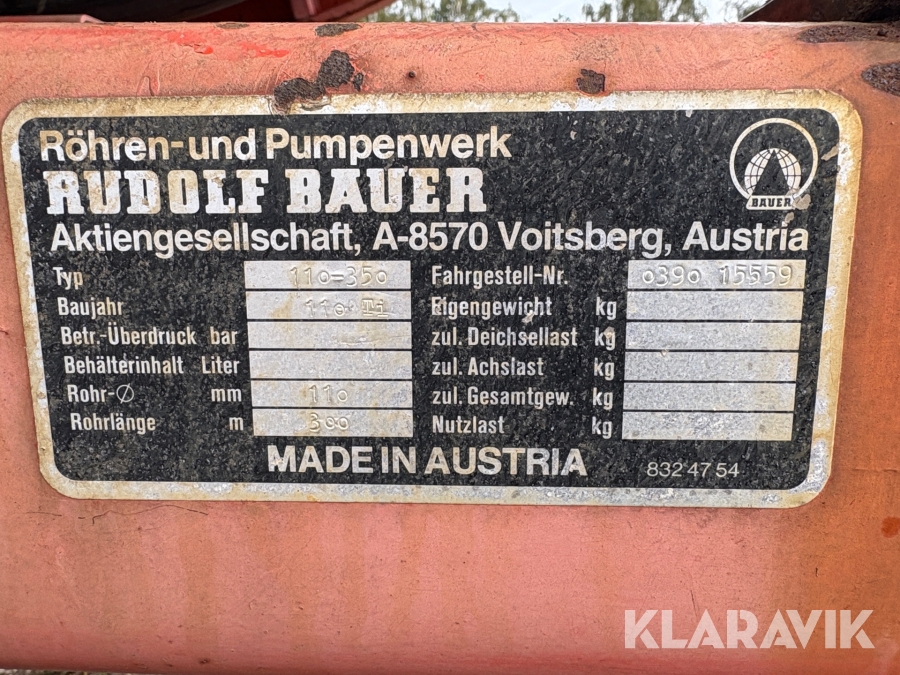 Röhren-und Pumpenwerk
RUDOLF BAUER
BAUER
Aktiengesellschaft, A-8570 Voitsberg, Austria
Typ 110-350 Fahrgestell-Nr. 0390 15559
Baujahr 110 Eigengewicht kg
Betr.-Überdruck bar zul. Deichsellast kg
Behälterinhalt Liter zul. Achslast kg
Rohr-∅ mm 110 zul. Gesamtgew. kg
Rohrlänge m 300 Nutzlast kg
MADE IN AUSTRIA 832 47 54
KLARAVIK